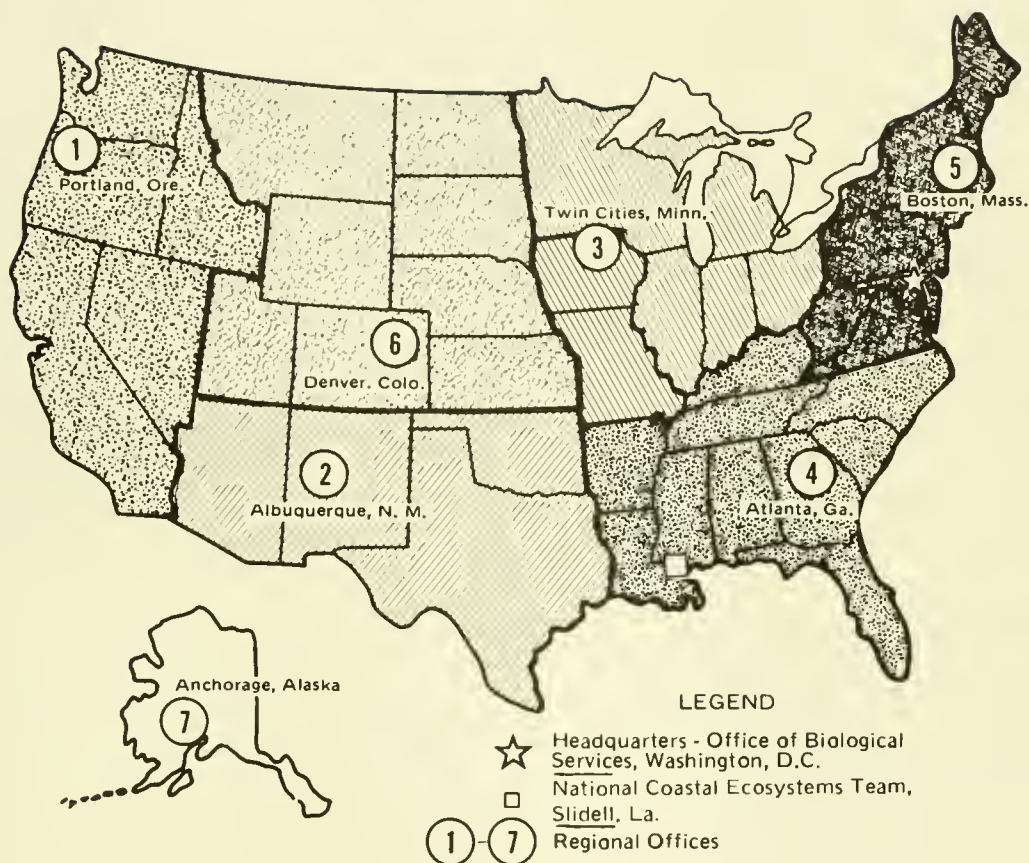 1
Portland, Ore.
5
Boston, Mass.
Twin Cities, Minn.
3
6
Denver. Colo.
2
Albuquerque, N. M.
4
Atlanta, Ga.
Anchorage, Alaska
7
LEGEND
Headquarters - Office of Biological
Services, Washington, D.C.
National Coastal Ecosystems Team,
Slidell, La.
1-7 Regional Offices